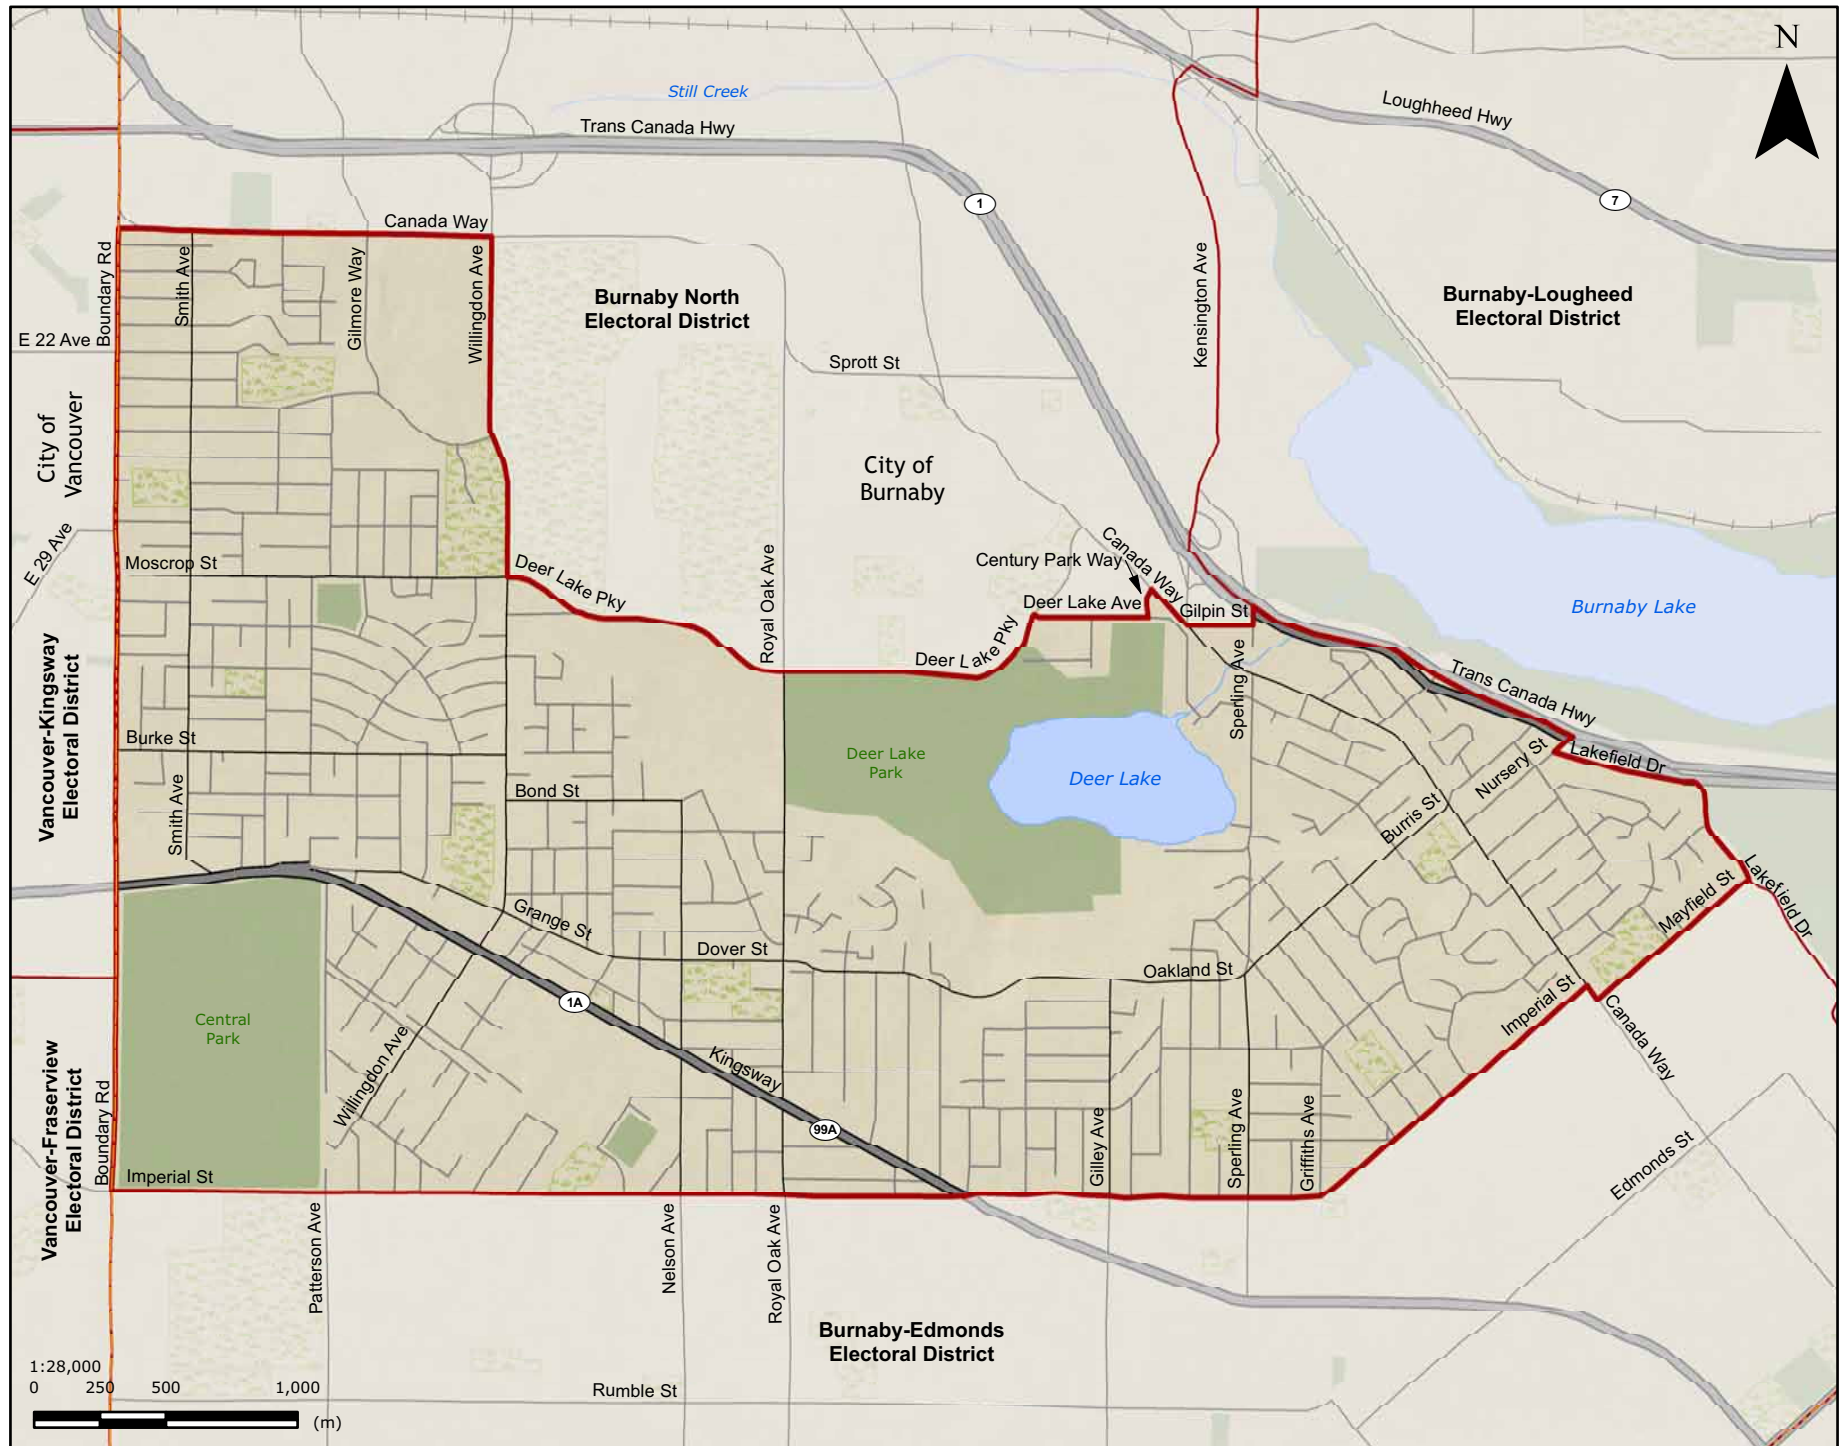 N
Still Creek
Loughheed Hwy
Trans Canada Hwy
1
7
Canada Way
Boundary Rd
Smith Ave
Gilmore Way
Willingdon Ave
Kensington Ave
Burnaby North
Electoral District
Burnaby-Lougheed
Electoral District
E 22 Ave
Sprott St
City of
Vancouver
City of
Burnaby
E 29 Ave
Moscrop St
Deer Lake Pky
Royal Oak Ave
Canada Way
Century Park Way
Deer Lake Ave
Gilpin St
Burnaby Lake
Deer Lake Pky
Sperling Ave
Trans Canada Hwy
Vancouver-Kingsway
Electoral District
Burke St
Deer Lake
Park
Deer Lake
Nursery St
Lakefield Dr
Smith Ave
Bond St
Burris St
Lakefield Dr
Mayfield St
Grange St
Dover St
Oakland St
1A
Imperial St
Canada Way
Central
Park
Willingdon Ave
Kingsway
99A
Vancouver-Fraserview
Electoral District
Boundary Rd
Gilley Ave
Sperling Ave
Griffiths Ave
Edmonds St
Imperial St
Patterson Ave
Nelson Ave
Royal Oak Ave
Burnaby-Edmonds
Electoral District
Rumble St
1:28,000
0 250 500 1,000
(m)